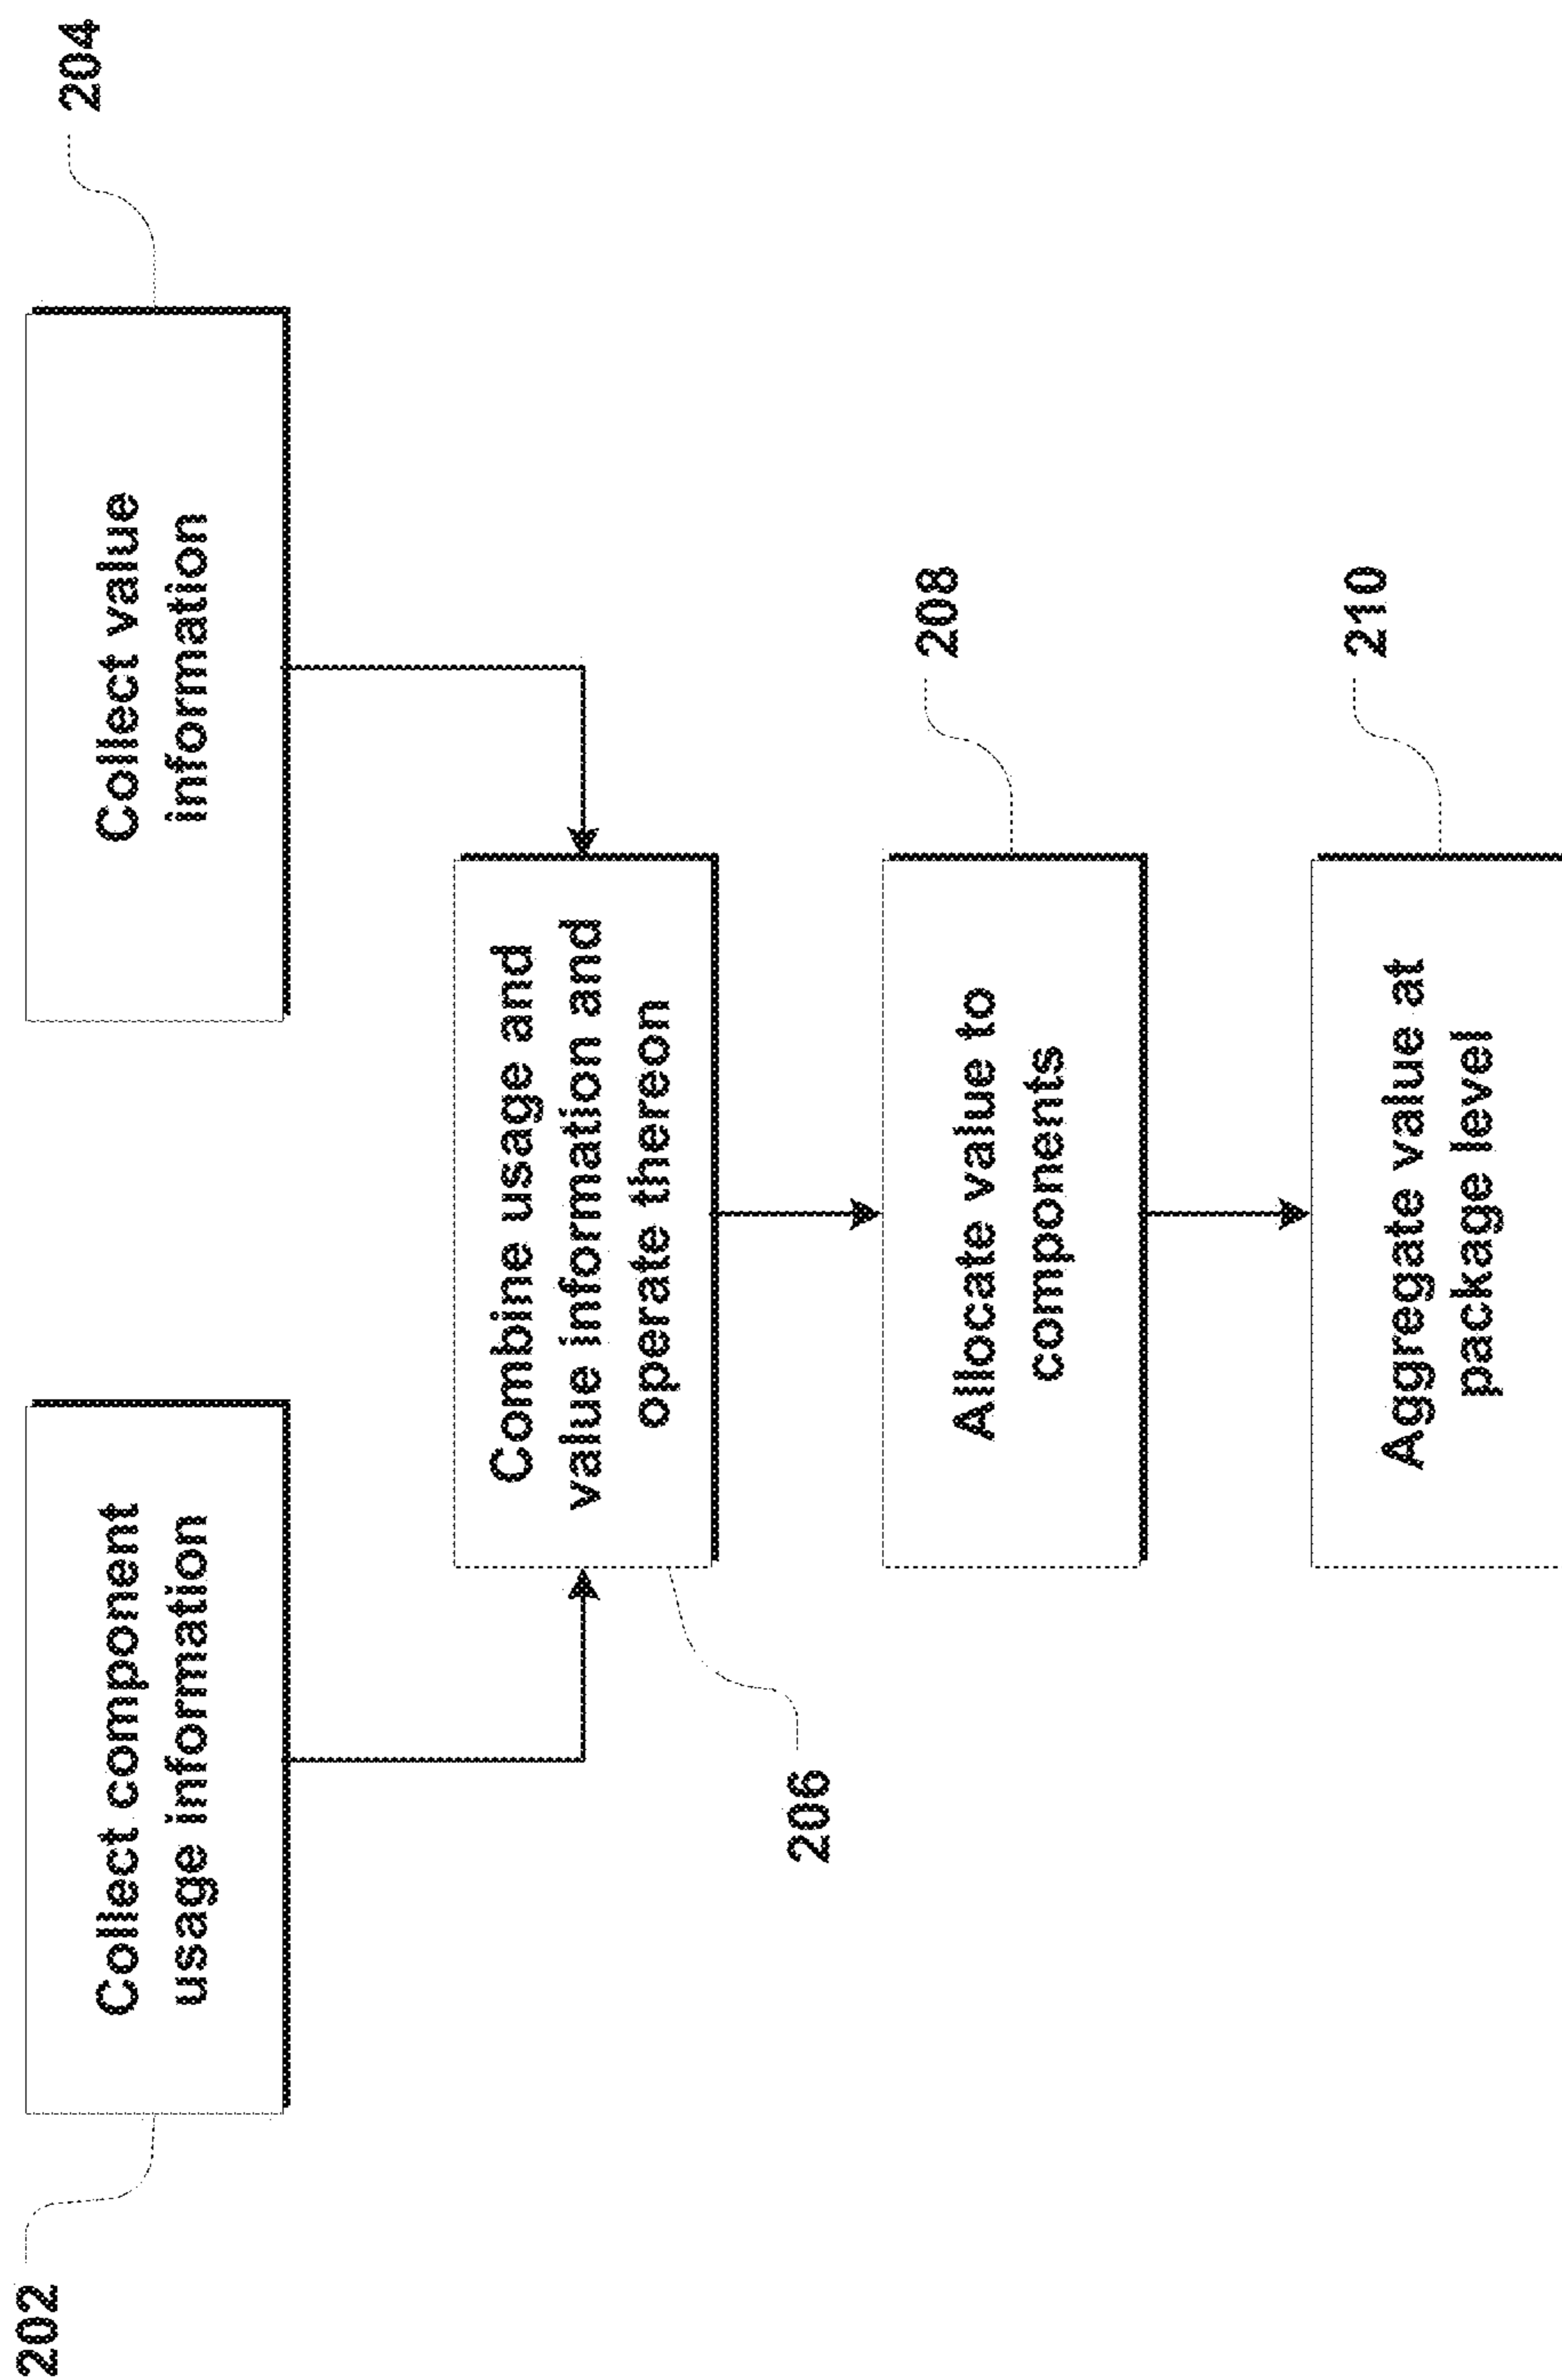 202
Collect component
usage information
204
Collect value
information
206
Combine usage and
value information and
operate thereon
208
Allocate value to
components
210
Aggregate value at
package level